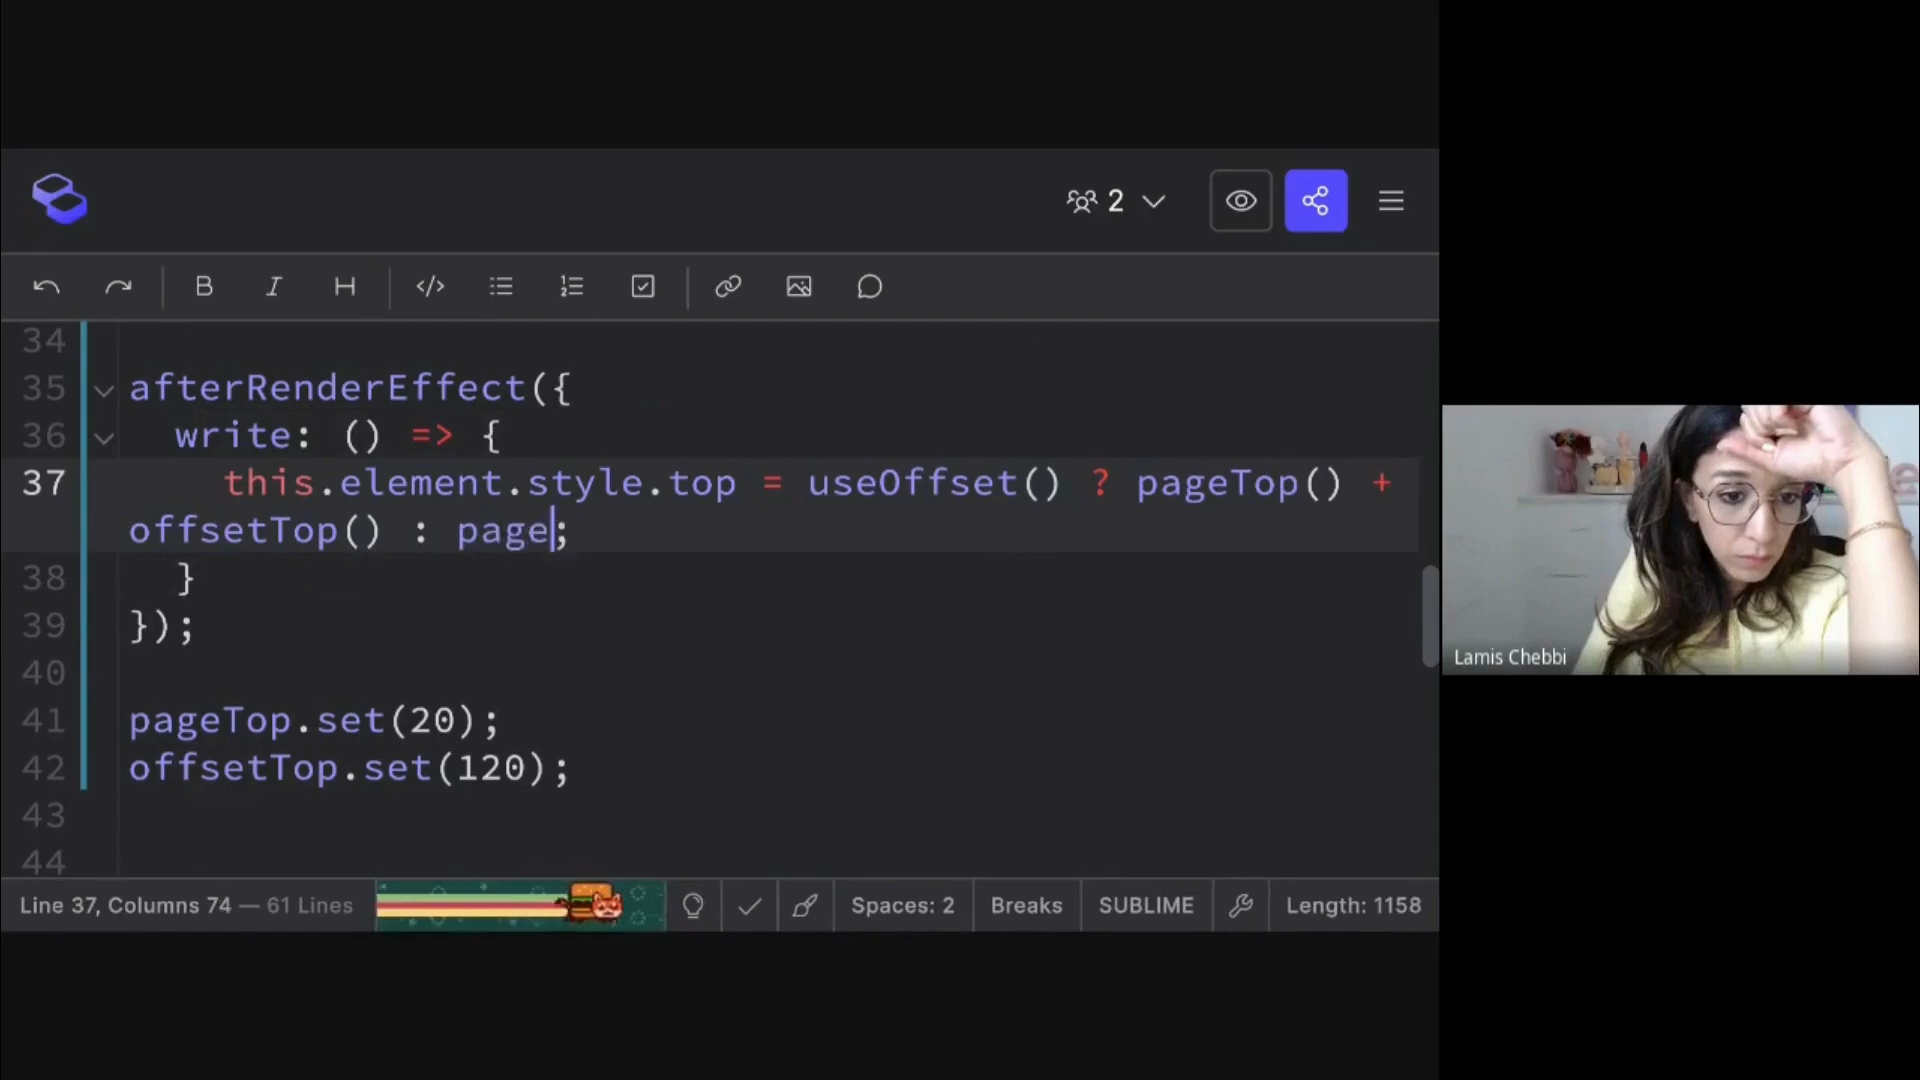 2
34
35 afterRenderEffect({
36 write: () => {
37 this.element.style.top = useOffset() ? pageTop() +
offsetTop() : page;
38 }
39 });
40
41 pageTop.set(20);
42 offsetTop.set(120);
43
44
Line 37, Columns 74 — 61 Lines
Spaces: 2
Breaks
SUBLIME
Length: 1158
Lamis Chebbi